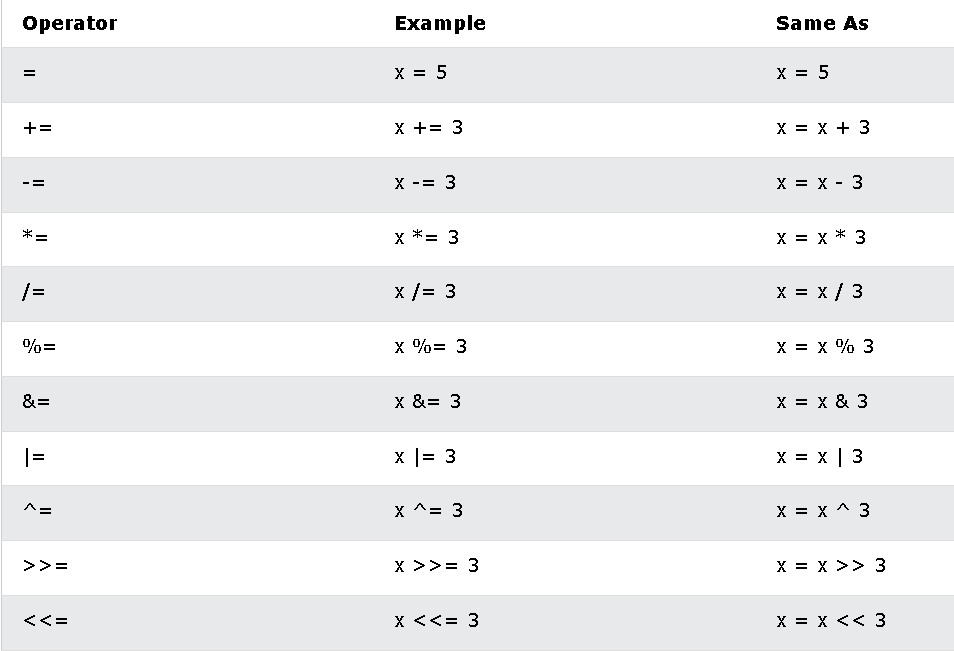 Operator Example Same As
= x = 5 x = 5
+= x += 3 x = x + 3
-= x -= 3 x = x - 3
*= x *= 3 x = x * 3
/= x /= 3 x = x / 3
%= x %= 3 x = x % 3
&= x &= 3 x = x & 3
|= x |= 3 x = x | 3
^= x ^= 3 x = x ^ 3
>>= x >>= 3 x = x >> 3
<<= x <<= 3 x = x << 3